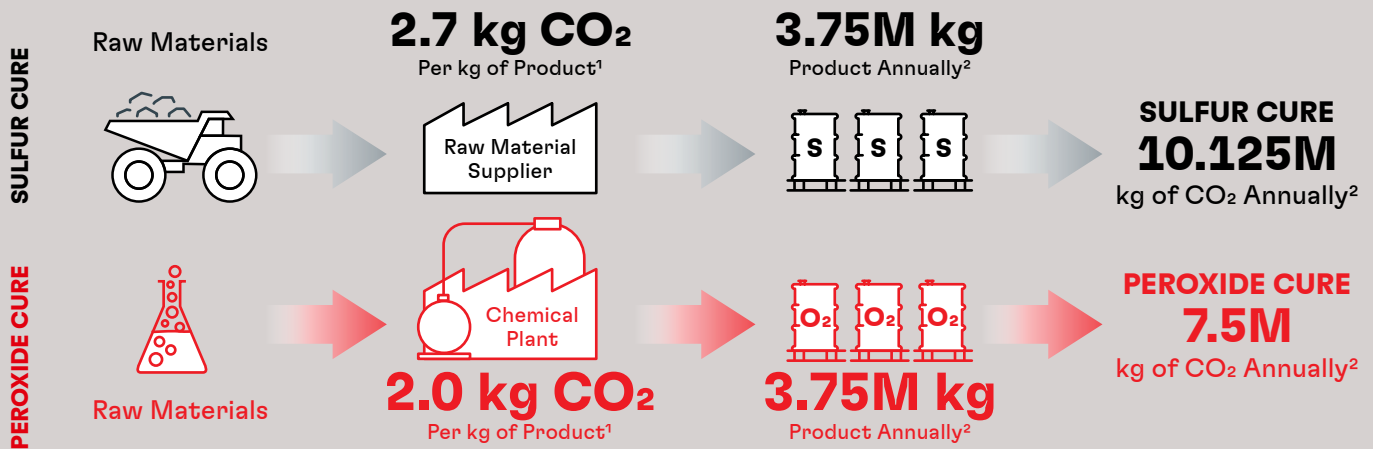 SULFUR CURE
Raw Materials
2.7 kg CO₂
Per kg of Product¹
Raw Material
Supplier
3.75M kg
Product Annually²
S
S
S
SULFUR CURE
10.125M
kg of CO₂ Annually²
PEROXIDE CURE
Raw Materials
Chemical
Plant
2.0 kg CO₂
Per kg of Product¹
O₂
O₂
O₂
3.75M kg
Product Annually²
PEROXIDE CURE
7.5M
kg of CO₂ Annually²